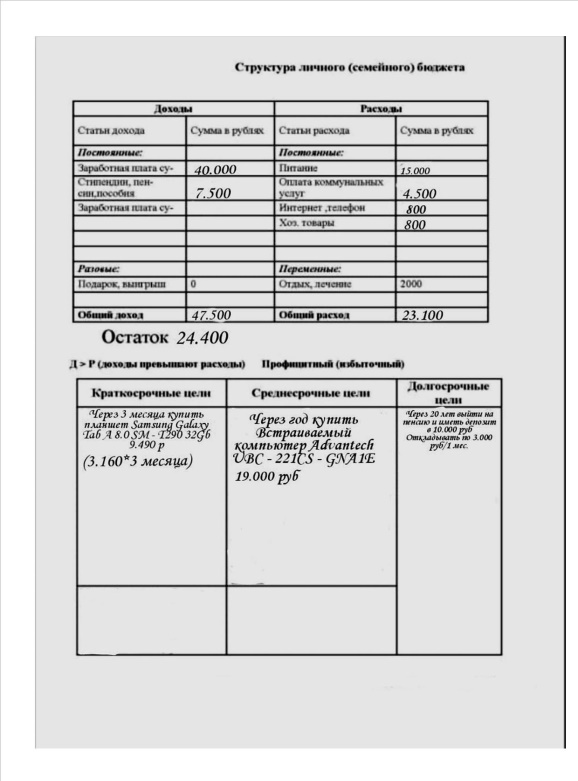 Структура личного (семейного) бюджета
Доходы Расходы
Статьи дохода Сумма в рублях Статьи расхода Сумма в рублях
Постоянные: Постоянные:
Заработная плата су- 40.000 Питание 15.000
Стипендии, пен-
сии,пособия 7.500 Оплата коммунальных
услуг 4.500
Заработная плата су- Интернет ,телефон 800
Хоз. товары 800
Разовые: Переменные:
Подарок, выигрыш 0 Отдых, лечение 2000
Общий доход 47.500 Общий расход 23.100
Остаток 24.400
Д > Р (доходы превышают расходы) Профицитный (избыточный)
Краткосрочные цели
Среднесрочные цели
Долгосрочные
цели
Через 3 месяца купить
планшет Samsung Galaxy
Tab A 8.0 SM - T290 32Gb
9.490 р
(3.160*3 месяца)
Через год купить
Встраиваемый
компьютер Advantech
UBC - 221CS - GNA1E
19.000 руб
Через 20 лет выйти на
пенсию и иметь депозит
в 10.000 руб
Откладывать по 3.000
руб/1 мес.